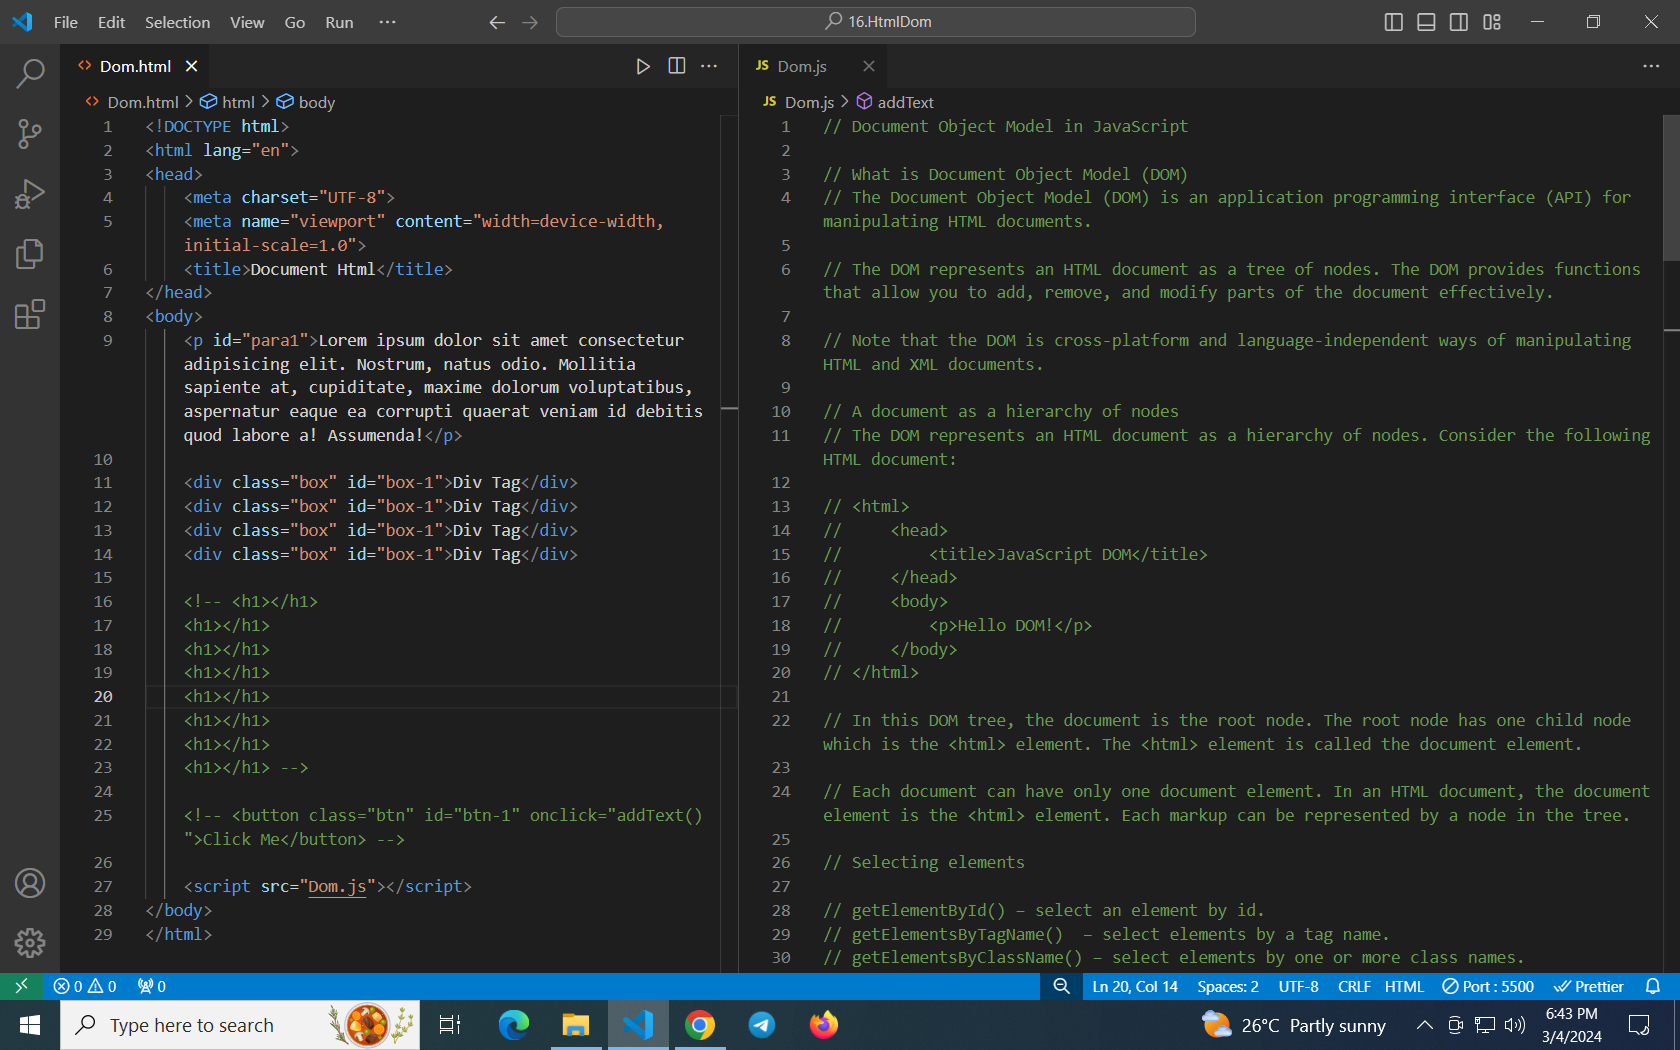 File Edit Selection View Go Run ···
16.HtmlDom
Dom.html
Dom.html > html > body
1 <!DOCTYPE html>
2 <html lang="en">
3 <head>
4 <meta charset="UTF-8">
5 <meta name="viewport" content="width=device-width,
initial-scale=1.0">
6 <title>Document Html</title>
7 </head>
8 <body>
9 <p id="para1">Lorem ipsum dolor sit amet consectetur
adipisicing elit. Nostrum, natus odio. Mollitia
sapiente at, cupiditate, maxime dolorum voluptatibus,
aspernatur eaque ea corrupti quaerat veniam id debitis
quod labore a! Assumenda!</p>
10
11 <div class="box" id="box-1">Div Tag</div>
12 <div class="box" id="box-1">Div Tag</div>
13 <div class="box" id="box-1">Div Tag</div>
14 <div class="box" id="box-1">Div Tag</div>
15
16 <!-- <h1></h1>
17 <h1></h1>
18 <h1></h1>
19 <h1></h1>
20 <h1></h1>
21 <h1></h1>
22 <h1></h1>
23 <h1></h1> -->
24
25 <!-- <button class="btn" id="btn-1" onclick="addText()
">Click Me</button> -->
26
27 <script src="Dom.js"></script>
28 </body>
29 </html>
JS Dom.js
JS Dom.js > addText
1 // Document Object Model in JavaScript
2
3 // What is Document Object Model (DOM)
4 // The Document Object Model (DOM) is an application programming interface (API) for
manipulating HTML documents.
5
6 // The DOM represents an HTML document as a tree of nodes. The DOM provides functions
that allow you to add, remove, and modify parts of the document effectively.
7
8 // Note that the DOM is cross-platform and language-independent ways of manipulating
HTML and XML documents.
9
10 // A document as a hierarchy of nodes
11 // The DOM represents an HTML document as a hierarchy of nodes. Consider the following
HTML document:
12
13 // <html>
14 //     <head>
15 //         <title>JavaScript DOM</title>
16 //     </head>
17 //     <body>
18 //         <p>Hello DOM!</p>
19 //     </body>
20 // </html>
21
22 // In this DOM tree, the document is the root node. The root node has one child node
which is the <html> element. The <html> element is called the document element.
23
24 // Each document can have only one document element. In an HTML document, the document
element is the <html> element. Each markup can be represented by a node in the tree.
25
26 // Selecting elements
27
28 // getElementById() – select an element by id.
29 // getElementsByTagName()  – select elements by a tag name.
30 // getElementsByClassName() – select elements by one or more class names.
0 0 0 Ln 20, Col 14 Spaces: 2 UTF-8 CRLF HTML Port : 5500 Prettier
Type here to search 26°C Partly sunny 6:43 PM
3/4/2024